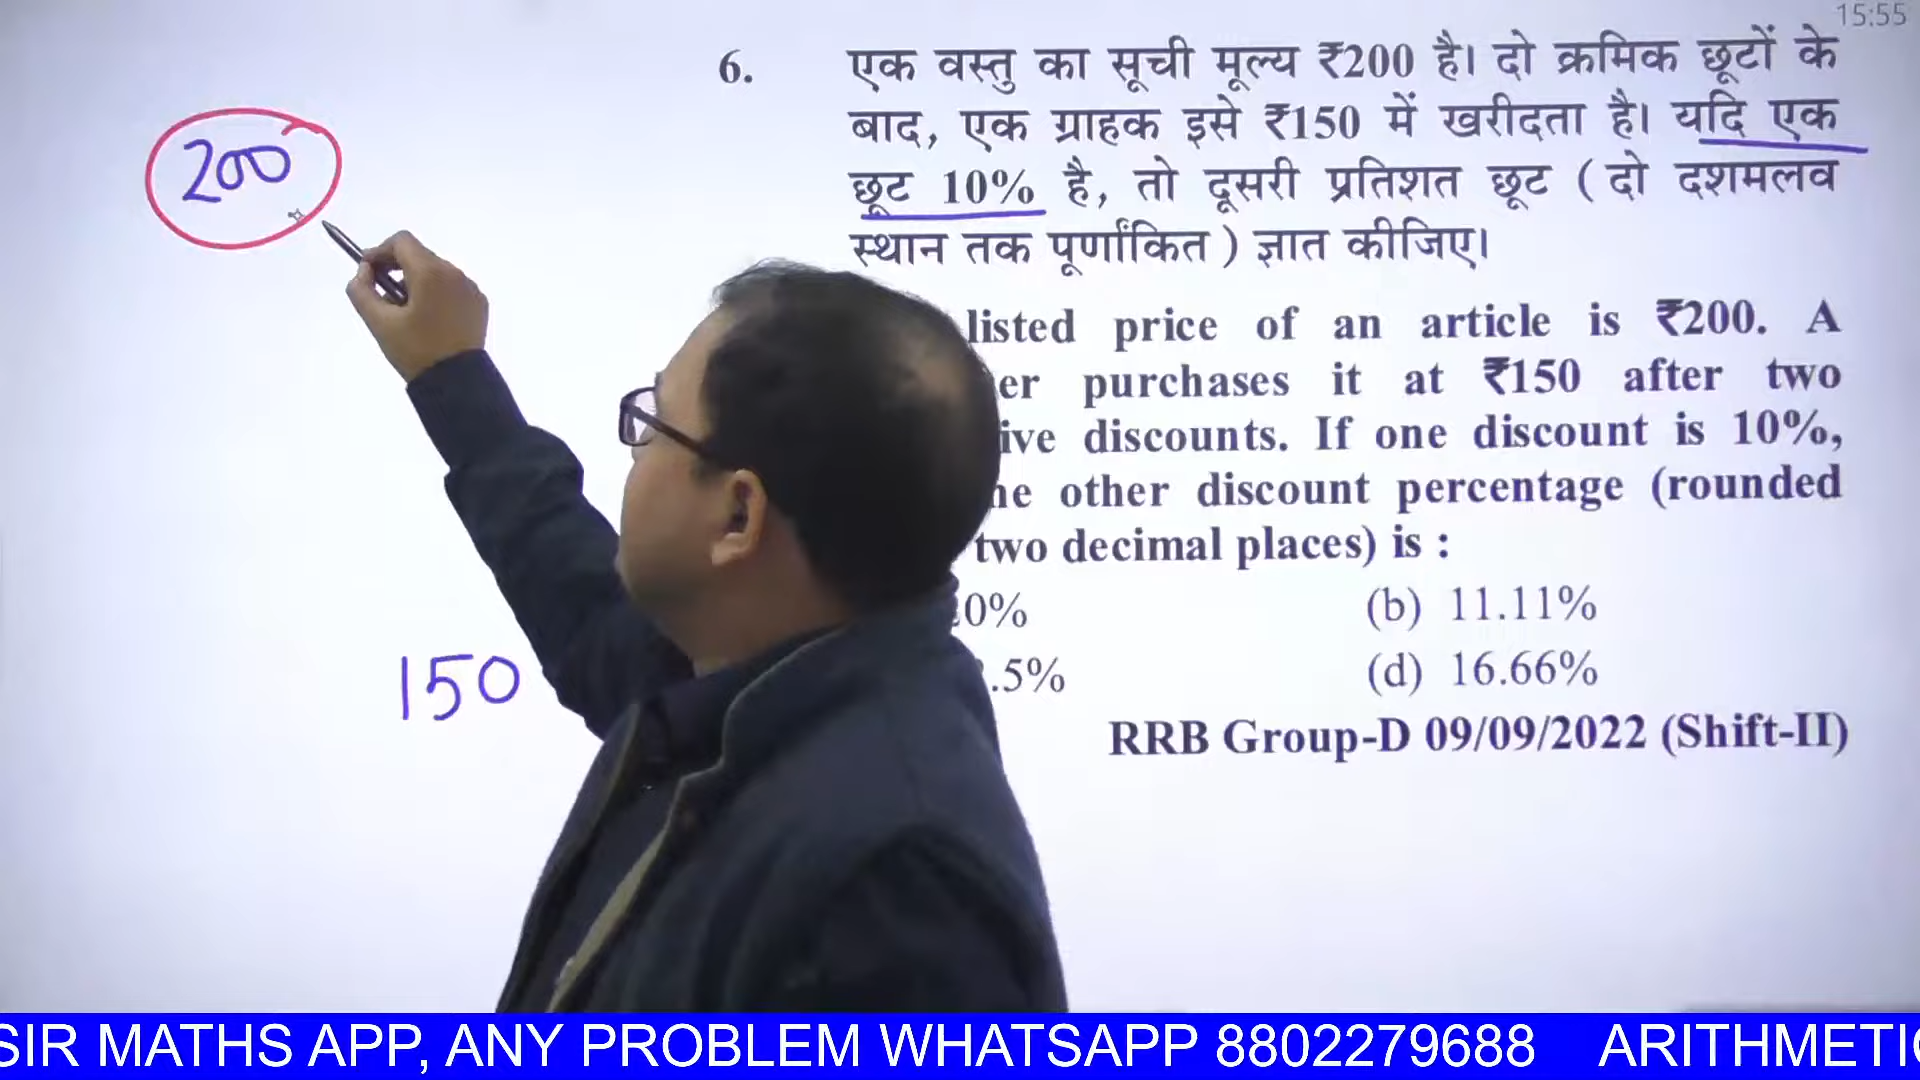 15:55
6. एक वस्तु का सूची मूल्य ₹200 है। दो क्रमिक छूटों के
बाद, एक ग्राहक इसे ₹150 में खरीदता है। यदि एक
छूट 10% है, तो दूसरी प्रतिशत छूट (दो दशमलव
स्थान तक पूर्णांकित) ज्ञात कीजिए।
200
listed price of an article is ₹200. A
purchases it at ₹150 after two
discounts. If one discount is 10%,
other discount percentage (rounded
two decimal places) is :
0% (b) 11.11%
.5% (d) 16.66%
150
RRB Group-D 09/09/2022 (Shift-II)
SIR MATHS APP, ANY PROBLEM WHATSAPP 8802279688 ARITHMETIC